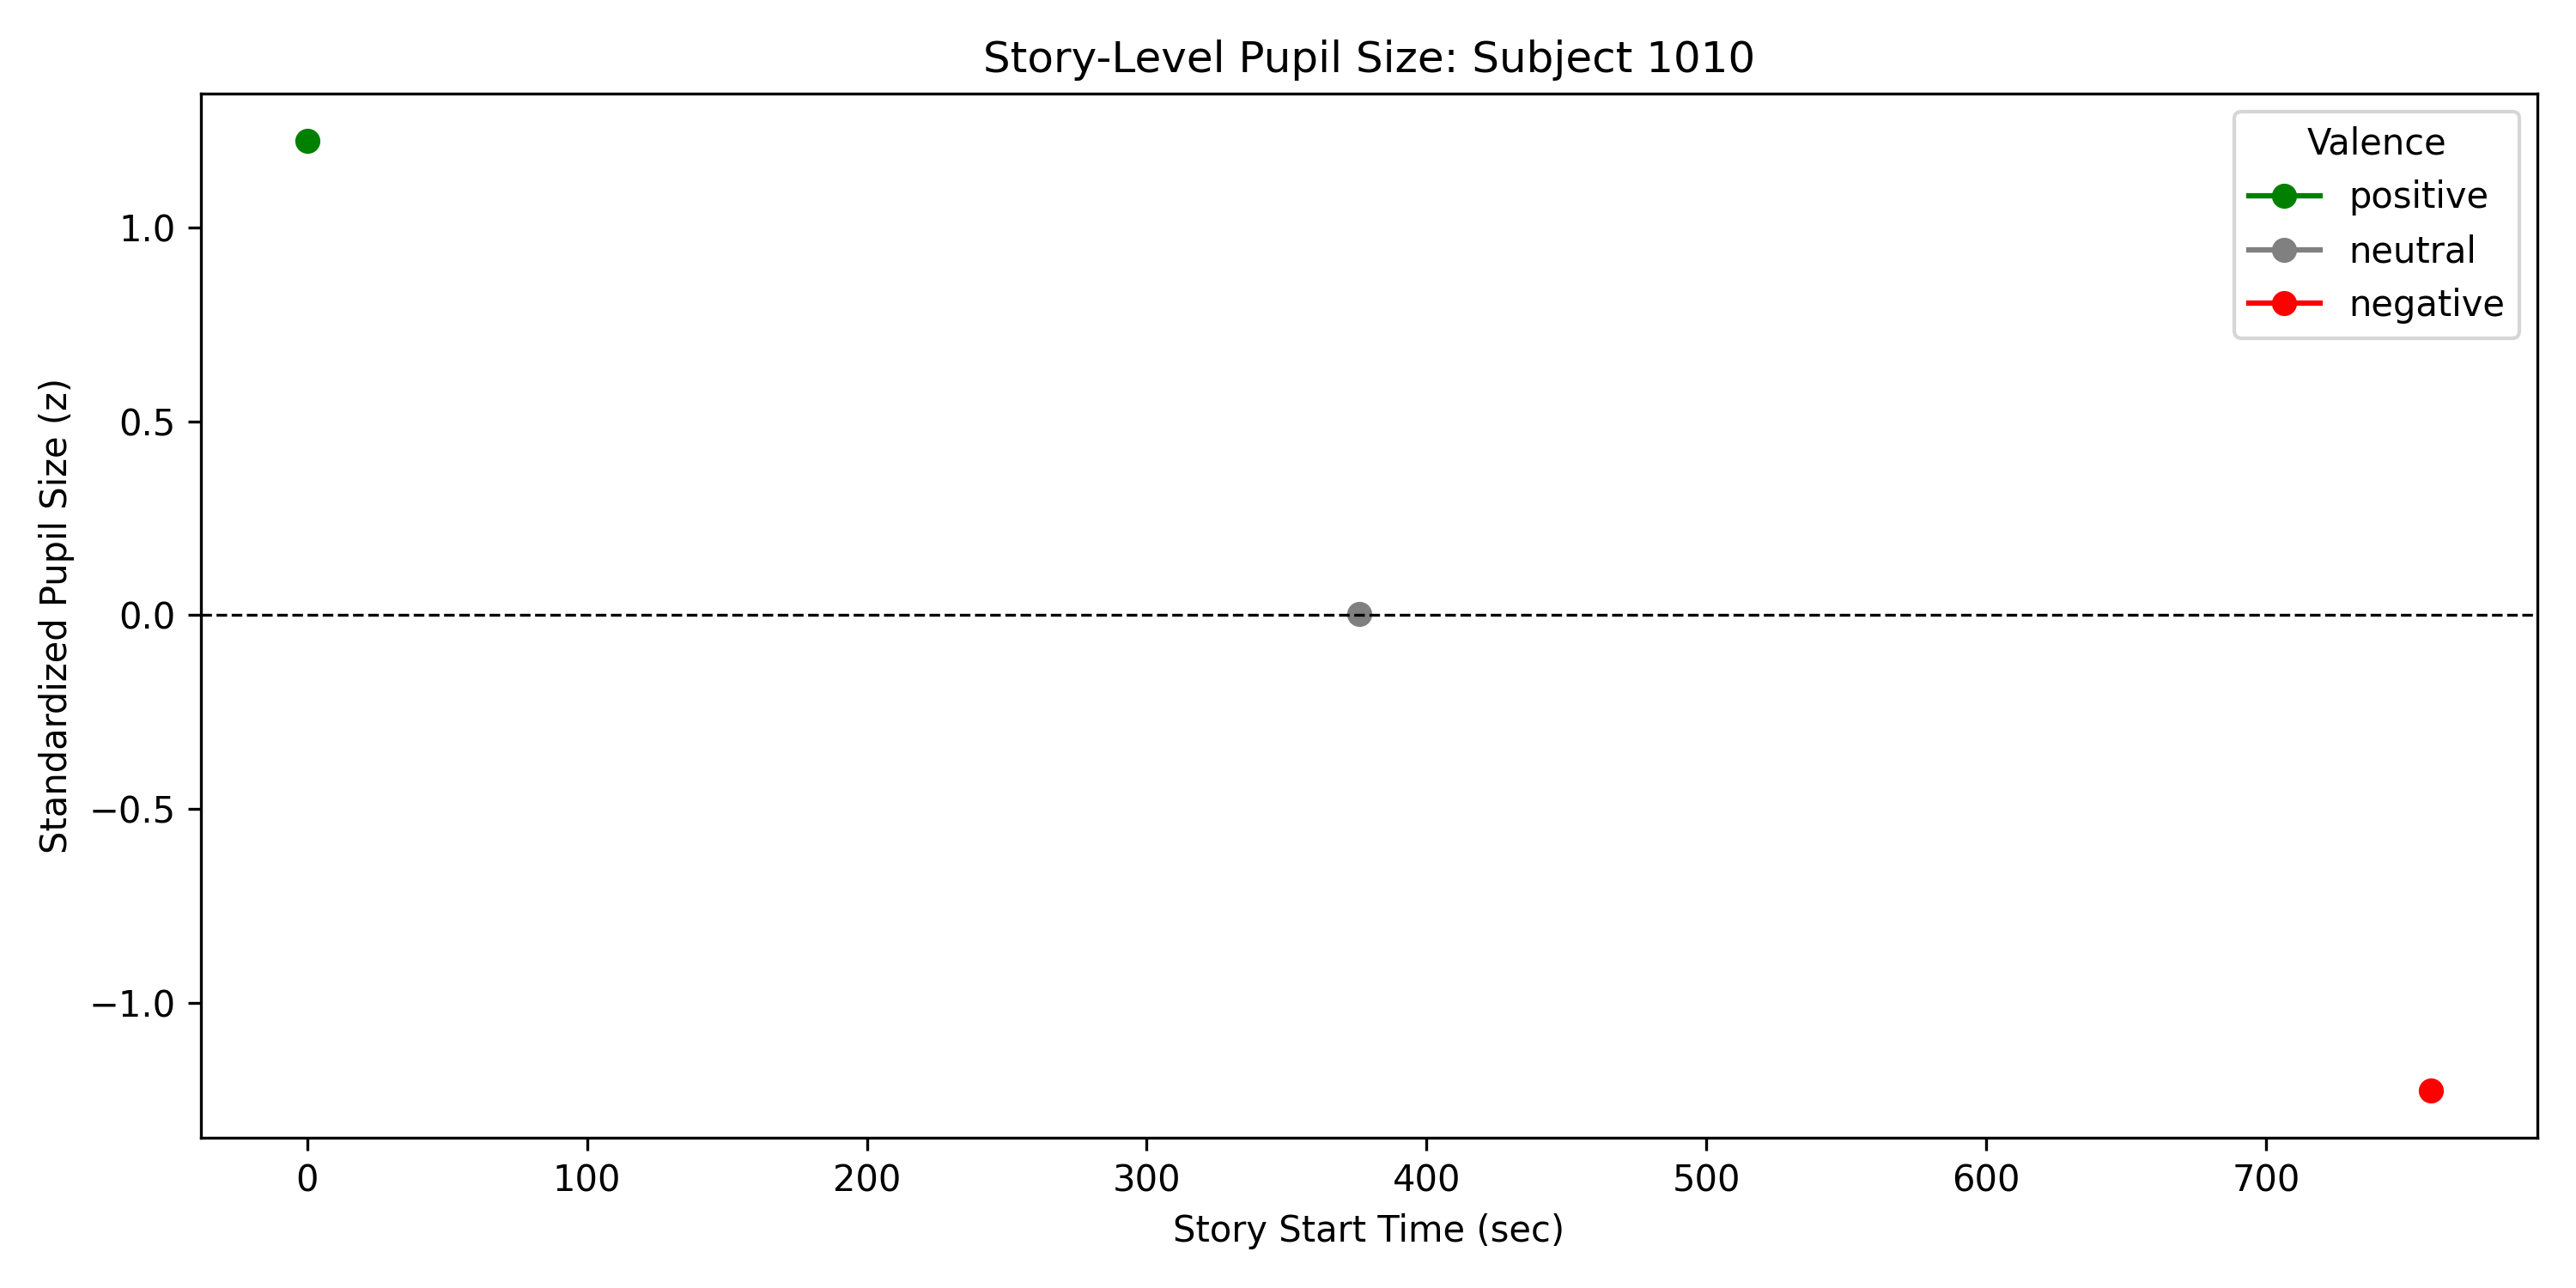 Story-Level Pupil Size: Subject 1010
Valence
positive
neutral
negative
Standardized Pupil Size (z)
1.0
0.5
0.0
−0.5
−1.0
0 100 200 300 400 500 600 700
Story Start Time (sec)